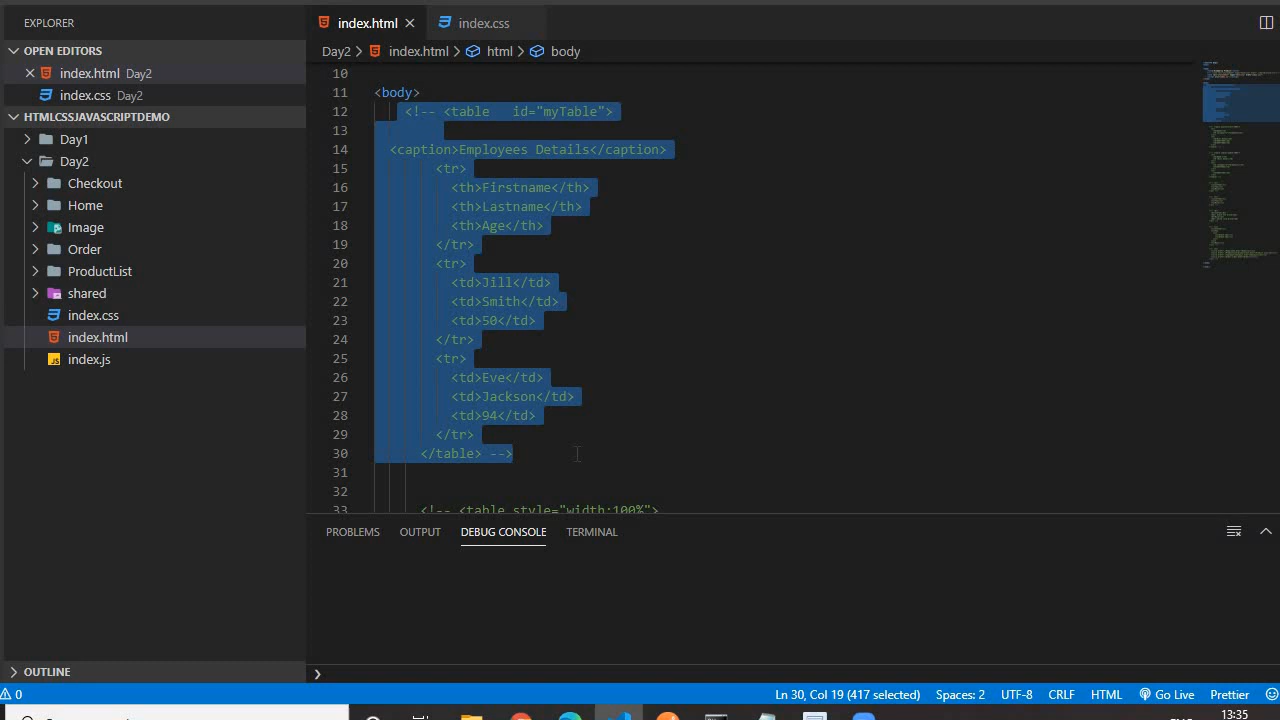 EXPLORER
OPEN EDITORS
index.html Day2
index.css Day2
HTMLCSSJAVASCRIPTDEMO
Day1
Day2
Checkout
Home
Image
Order
ProductList
shared
index.css
index.html
index.js
OUTLINE
index.html
index.css
Day2 > index.html > html > body
10
11 <body>
12 <!-- <table id="myTable">
13
14 <caption>Employees Details</caption>
15 <tr>
16 <th>Firstname</th>
17 <th>Lastname</th>
18 <th>Age</th>
19 </tr>
20 <tr>
21 <td>Jill</td>
22 <td>Smith</td>
23 <td>50</td>
24 </tr>
25 <tr>
26 <td>Eve</td>
27 <td>Jackson</td>
28 <td>94</td>
29 </tr>
30 </table> -->
31
32
33 <!-- <table style="width:100%">
PROBLEMS OUTPUT DEBUG CONSOLE TERMINAL
0 Ln 30, Col 19 (417 selected) Spaces: 2 UTF-8 CRLF HTML Go Live Prettier
13:35